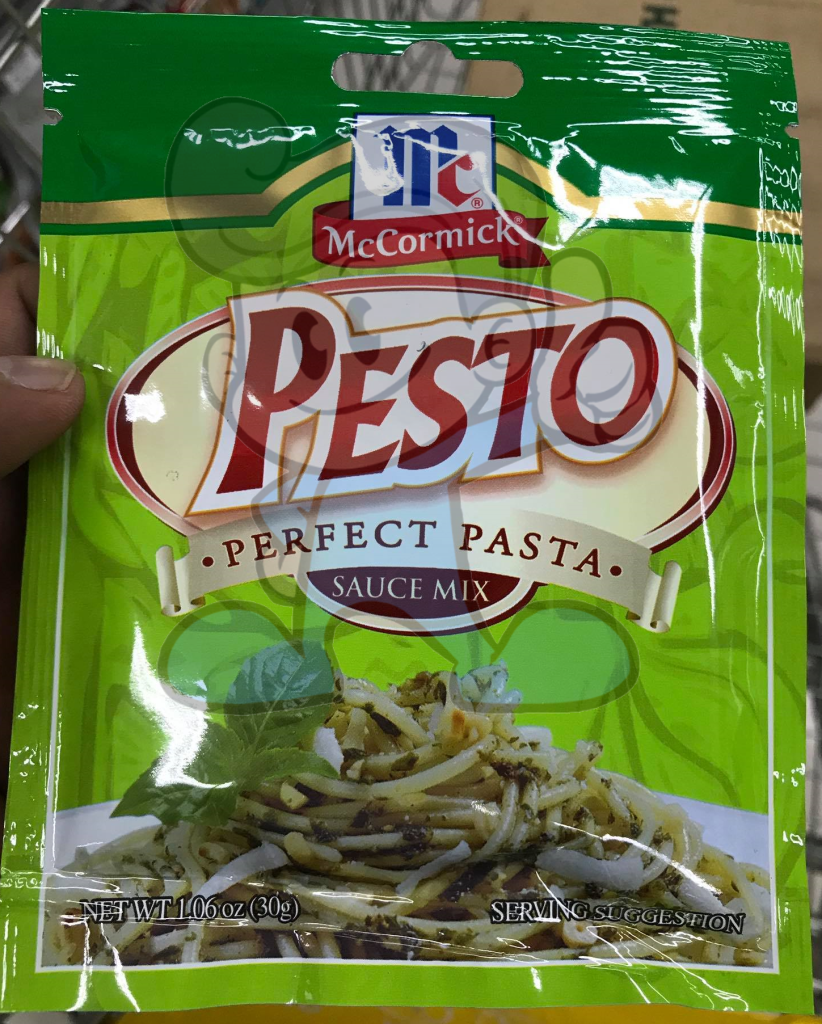 Mc®
McCormick®
PESTO
•PERFECT PASTA•
SAUCE MIX
NET WT 1.06 oz (30g)
SERVING SUGGESTION